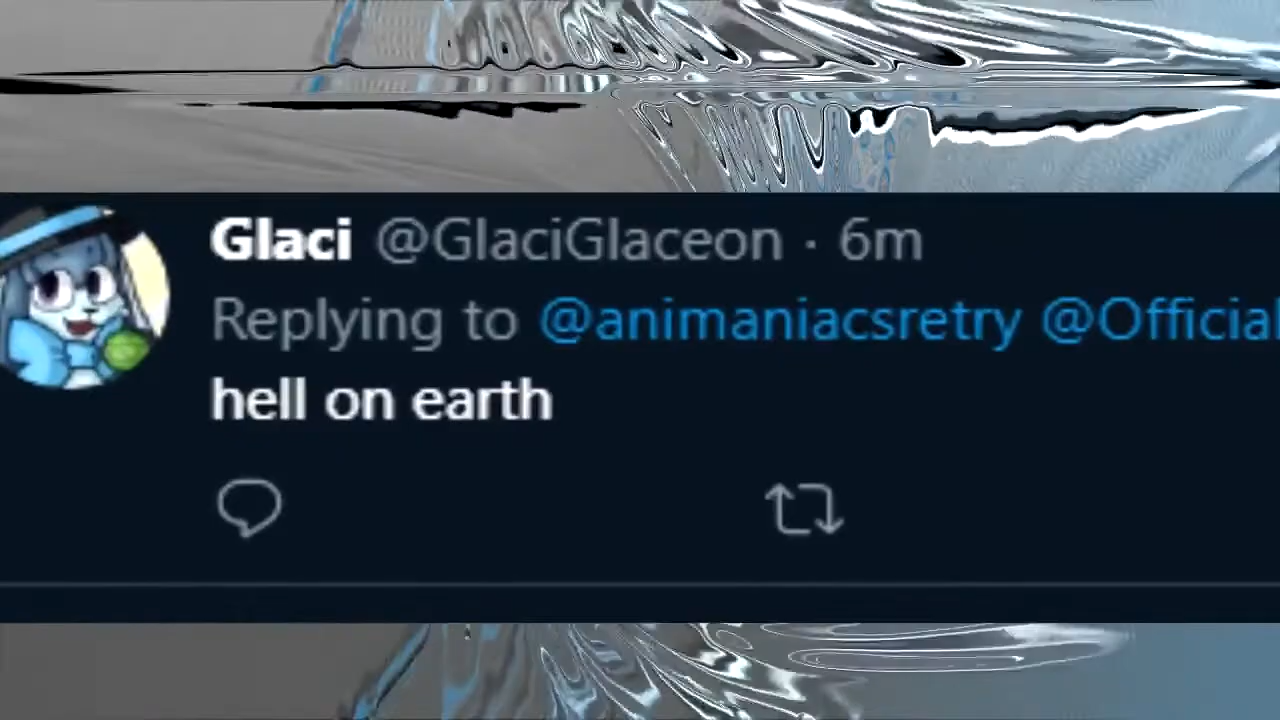 Glaci @GlaciGlaceon · 6m
Replying to @animaniacsretry @Official
hell on earth